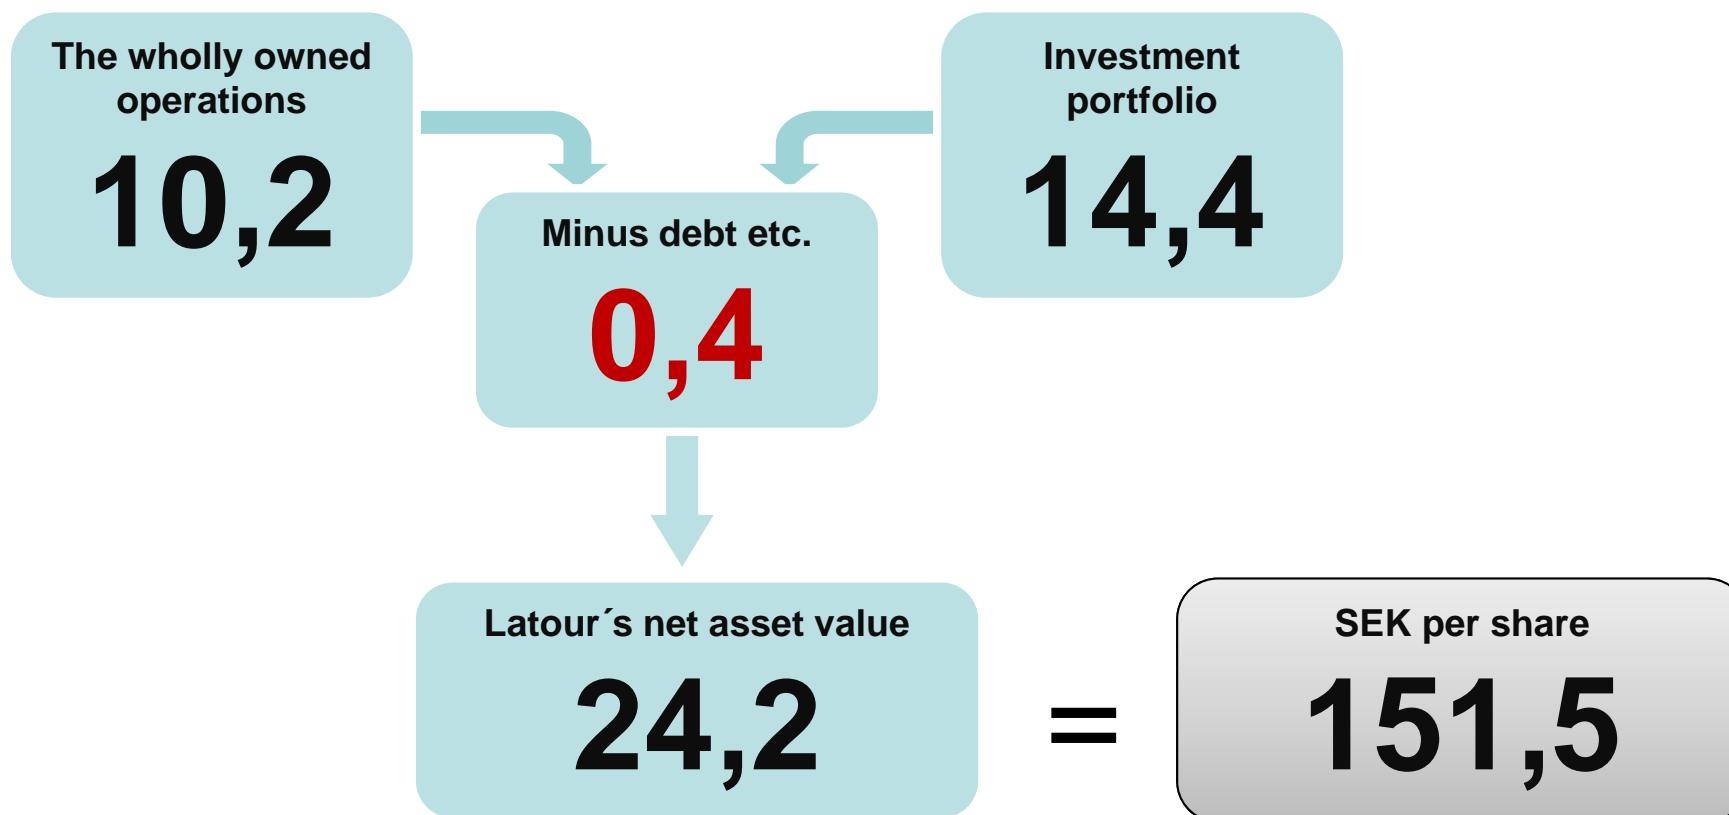 The wholly owned
operations
10,2
Investment
portfolio
14,4
Minus debt etc.
0,4
Latour´s net asset value
24,2
=
SEK per share
151,5